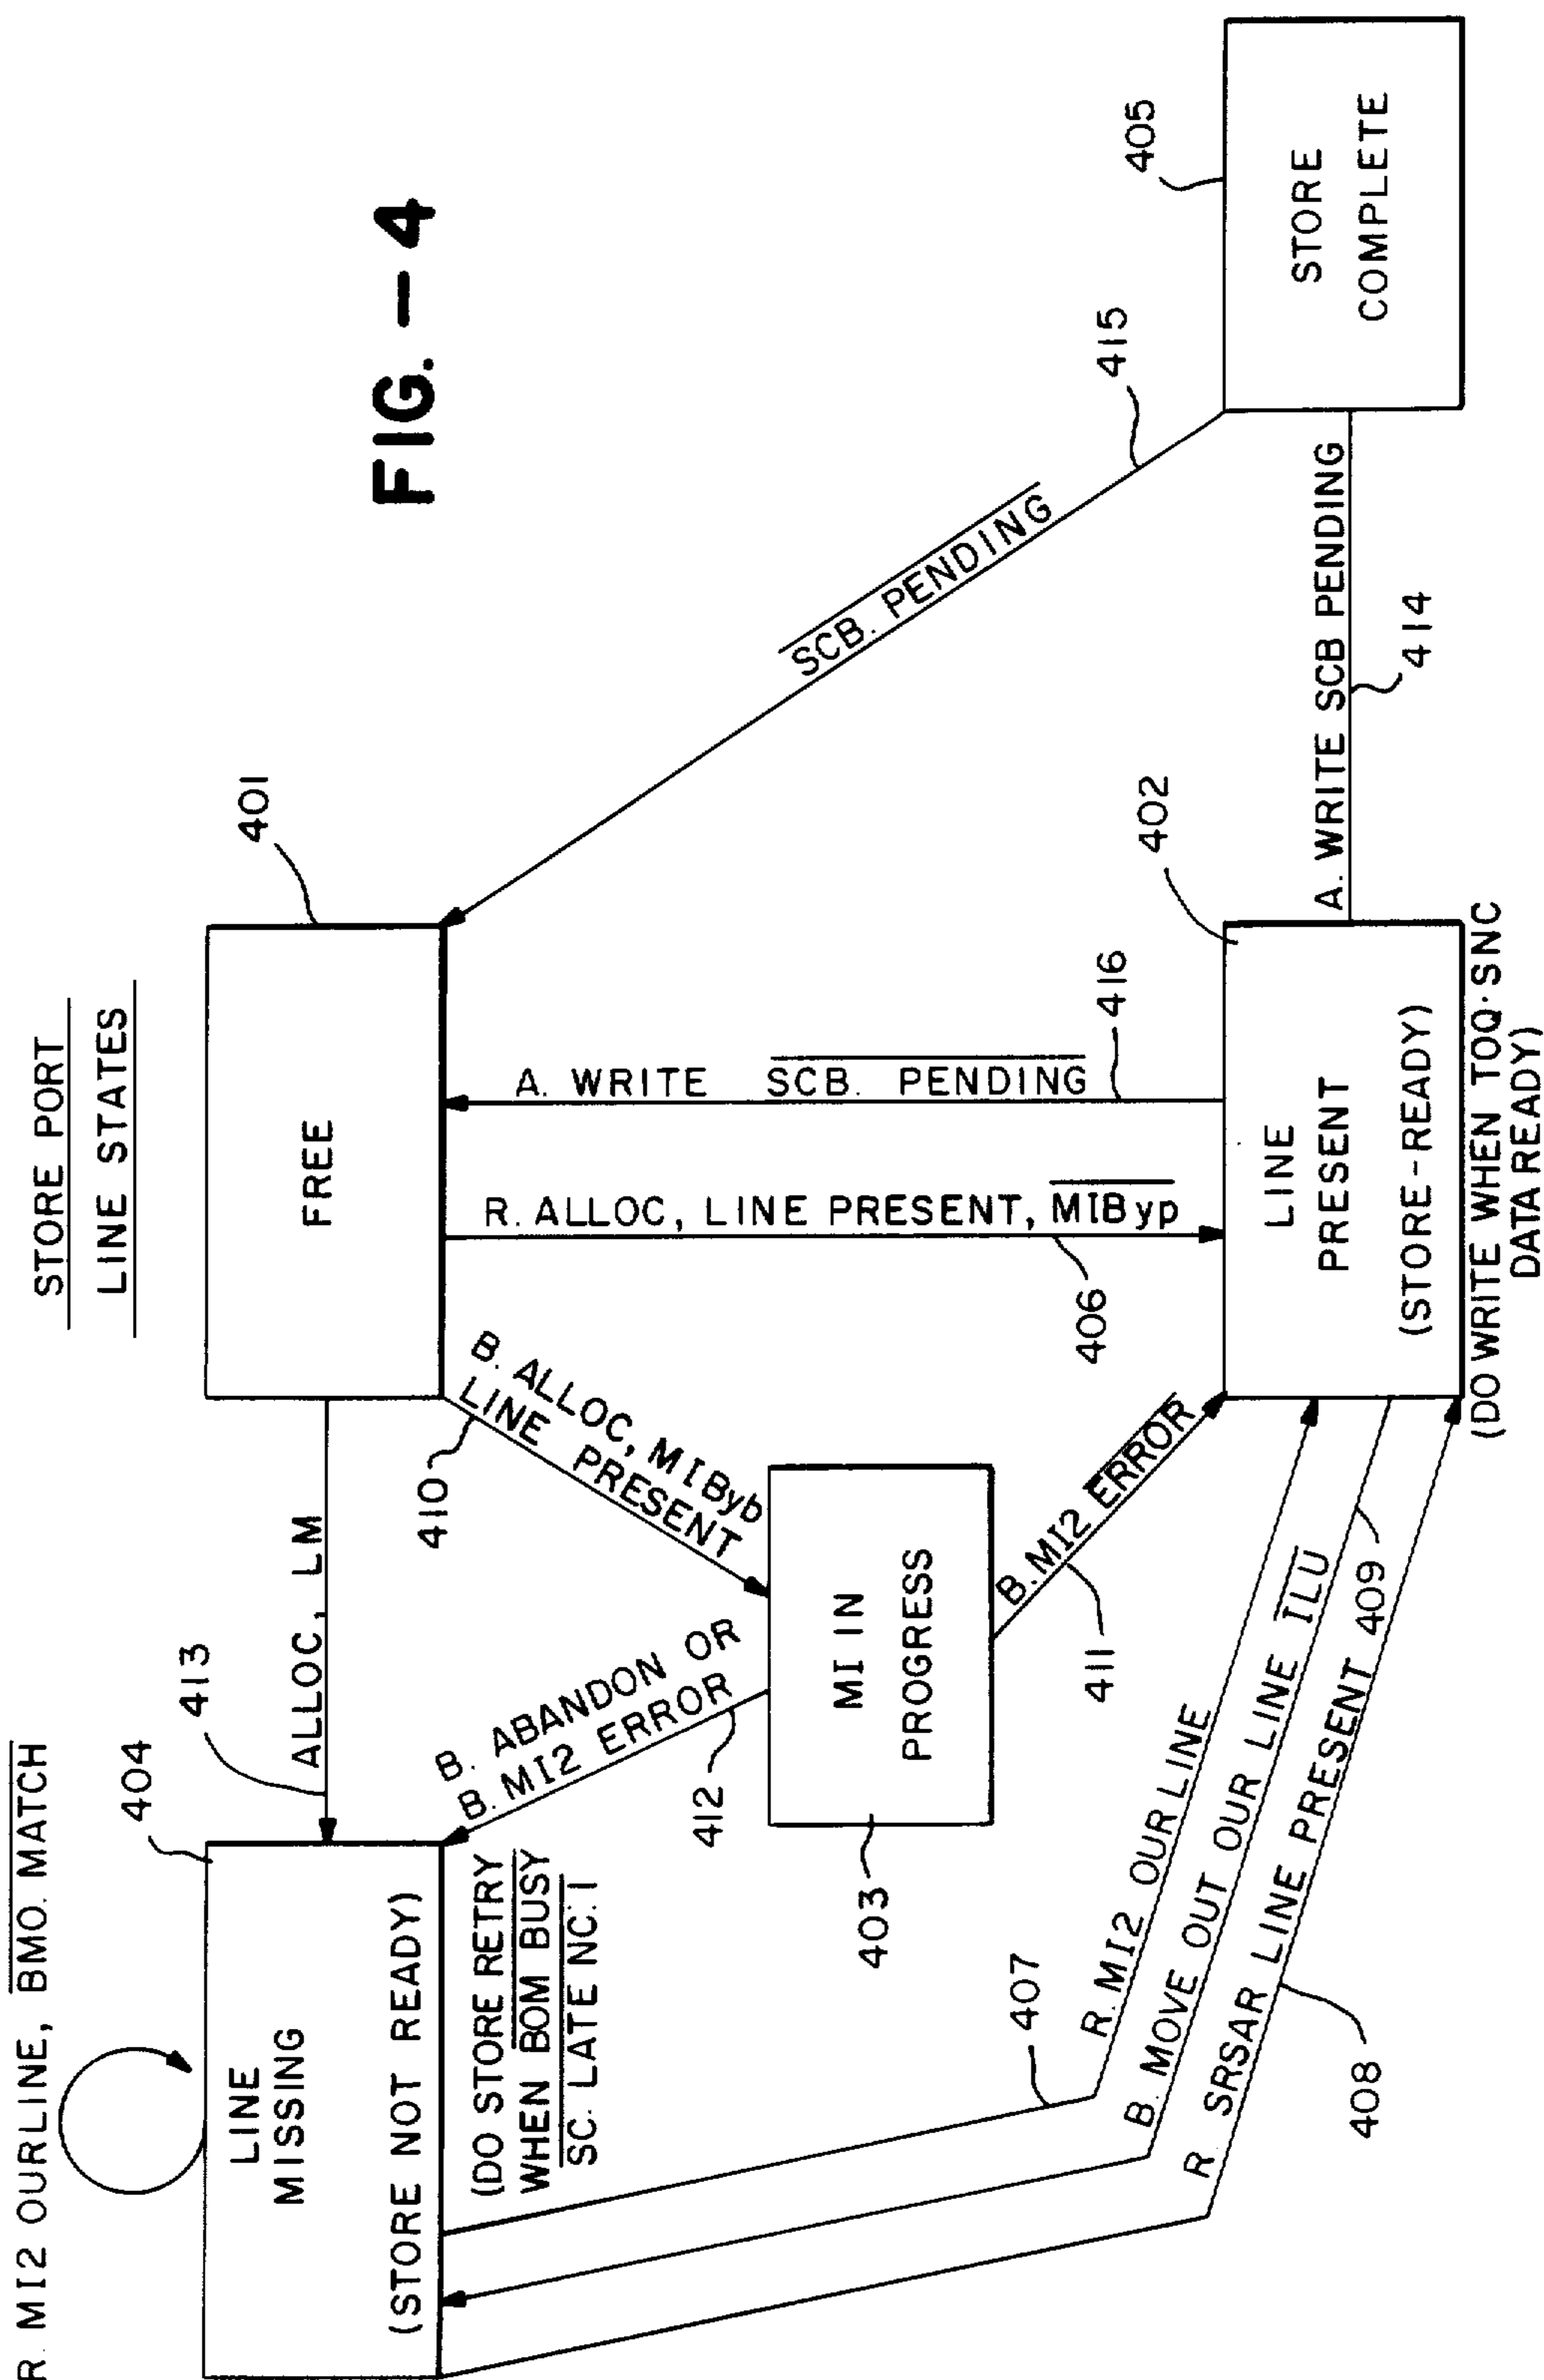 STORE PORT
LINE STATES
FIG.-4
R. MI2 OURLINE, BMO. MATCH
404
LINE
MISSING
(STORE NOT READY)
(DO STORE RETRY
WHEN BOM BUSY
SC. LATE NC.1
413
ALLOC, LM
401
FREE
410
B. ALLOC, MIByb
LINE PRESENT
B. ABANDON OR
B. MI2 ERROR
412
MI IN
PROGRESS
403
B. MI2 ERROR
411
R. ALLOC, LINE PRESENT, MIByp
406
A. WRITE SCB. PENDING
416
SCB. PENDING
415
405
STORE
COMPLETE
A. WRITE SCB PENDING
414
402
LINE
PRESENT
(STORE-READY)
(DO WRITE WHEN TOQ·SNC
DATA READY)
407
R. MI2 OUR LINE
B. MOVE OUT OUR LINE ILU
409
R SRSAR LINE PRESENT
408